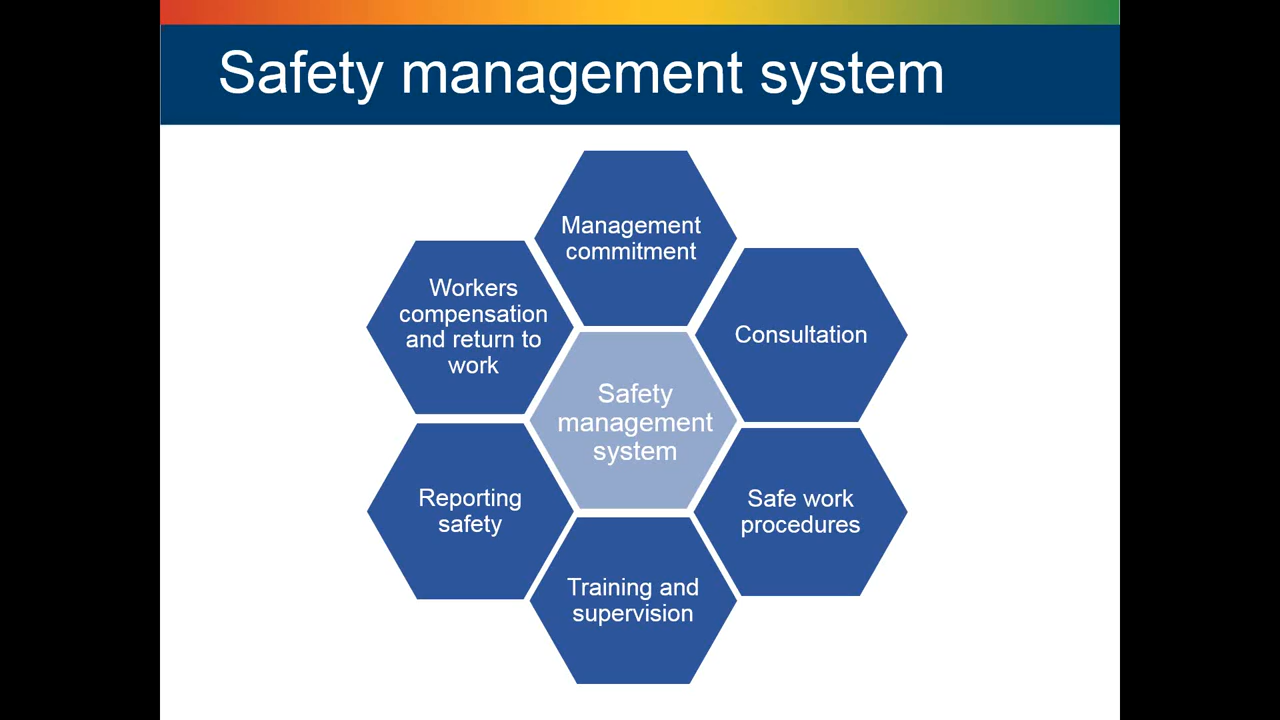 Safety management system
Management
commitment
Workers
compensation
and return to
work
Consultation
Safety
management
system
Reporting
safety
Safe work
procedures
Training and
supervision